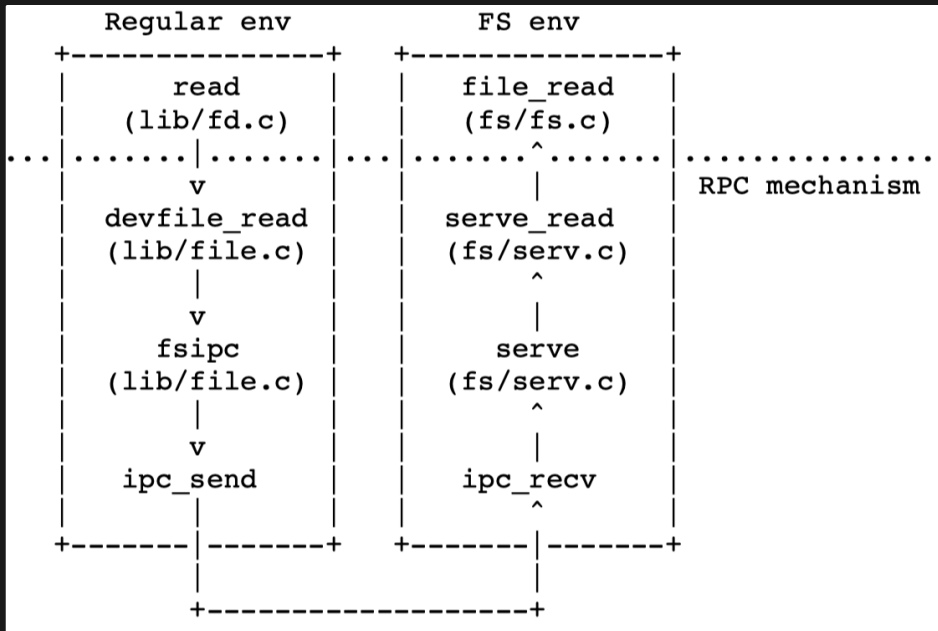 Regular env FS env
read file_read
(lib/fd.c) (fs/fs.c)
RPC mechanism
devfile_read serve_read
(lib/file.c) (fs/serv.c)
fsipc serve
(lib/file.c) (fs/serv.c)
ipc_send ipc_recv